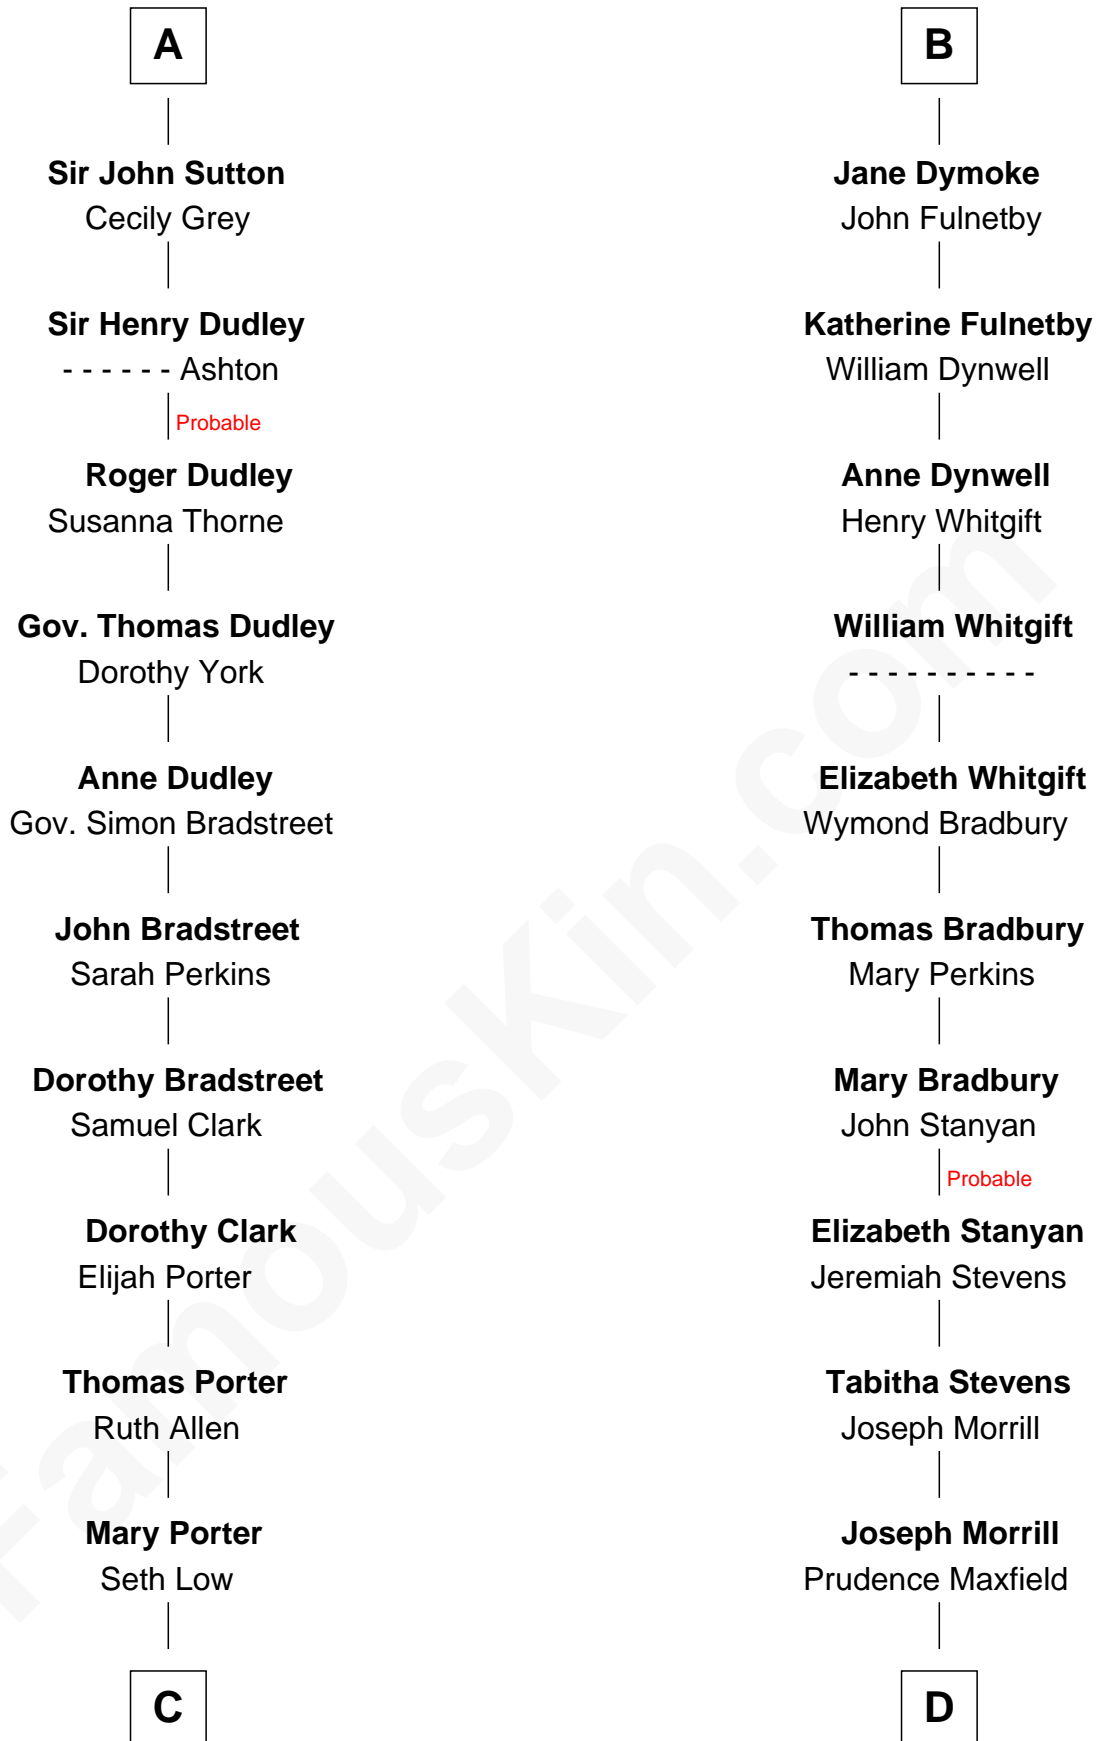 A
Sir John Sutton
Cecily Grey
Sir Henry Dudley
- - - - - - Ashton
Probable
Roger Dudley
Susanna Thorne
Gov. Thomas Dudley
Dorothy York
Anne Dudley
Gov. Simon Bradstreet
John Bradstreet
Sarah Perkins
Dorothy Bradstreet
Samuel Clark
Dorothy Clark
Elijah Porter
Thomas Porter
Ruth Allen
Mary Porter
Seth Low
C
B
Jane Dymoke
John Fulnetby
Katherine Fulnetby
William Dynwell
Anne Dynwell
Henry Whitgift
William Whitgift
- - - - - - - - - -
Elizabeth Whitgift
Wymond Bradbury
Thomas Bradbury
Mary Perkins
Mary Bradbury
John Stanyan
Probable
Elizabeth Stanyan
Jeremiah Stevens
Tabitha Stevens
Joseph Morrill
Joseph Morrill
Prudence Maxfield
D
FamousKin.com